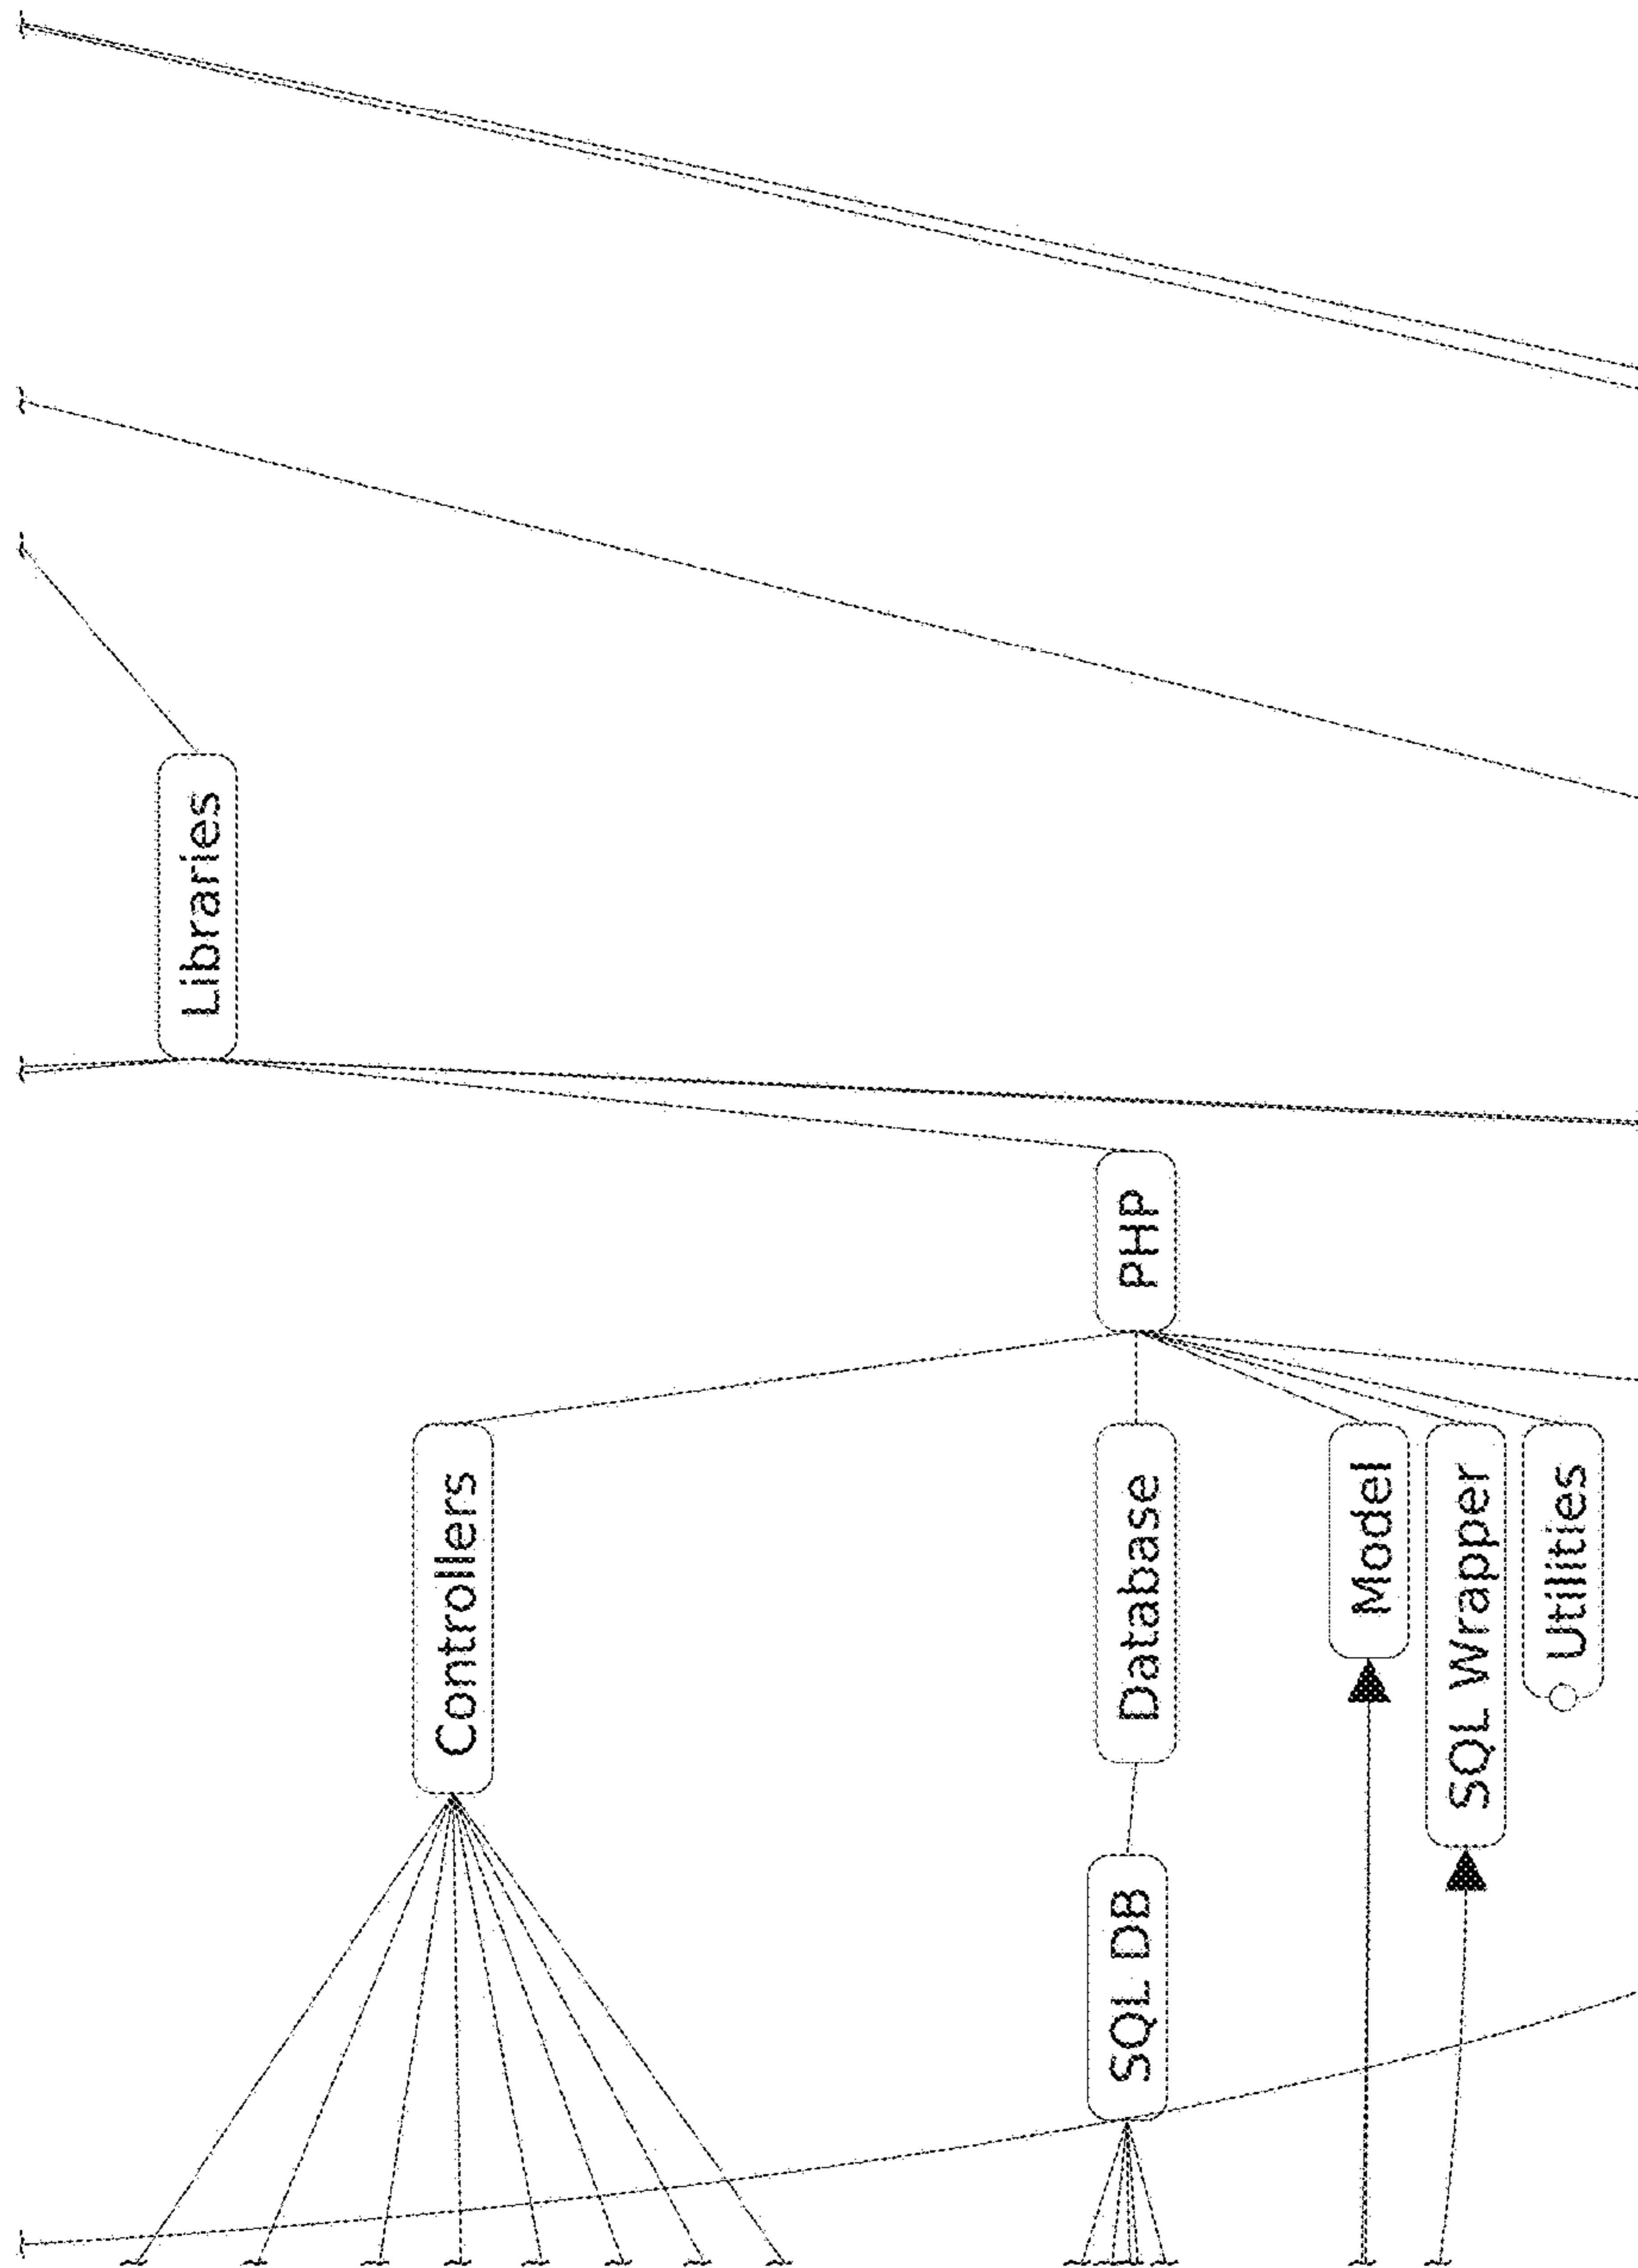 Libraries
PHP
Controllers
Database
Model
SQL Wrapper
Utilities
SQL DB